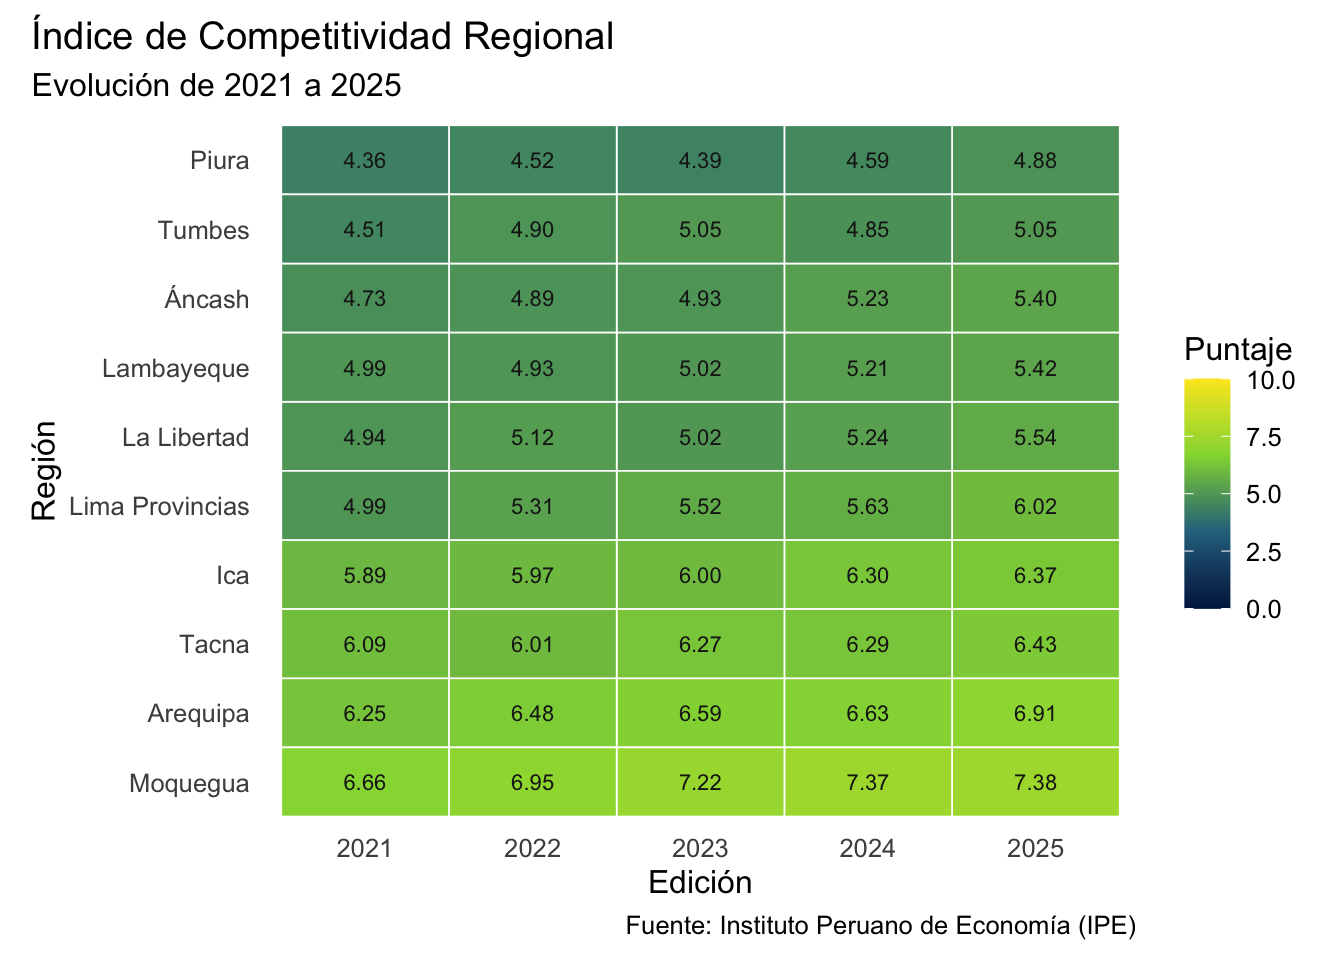 Índice de Competitividad Regional
Evolución de 2021 a 2025
Región
Piura 4.36 4.52 4.39 4.59 4.88
Tumbes 4.51 4.90 5.05 4.85 5.05
Áncash 4.73 4.89 4.93 5.23 5.40
Lambayeque 4.99 4.93 5.02 5.21 5.42
La Libertad 4.94 5.12 5.02 5.24 5.54
Lima Provincias 4.99 5.31 5.52 5.63 6.02
Ica 5.89 5.97 6.00 6.30 6.37
Tacna 6.09 6.01 6.27 6.29 6.43
Arequipa 6.25 6.48 6.59 6.63 6.91
Moquegua 6.66 6.95 7.22 7.37 7.38
2021 2022 2023 2024 2025
Edición
Puntaje
10.0
7.5
5.0
2.5
0.0
Fuente: Instituto Peruano de Economía (IPE)